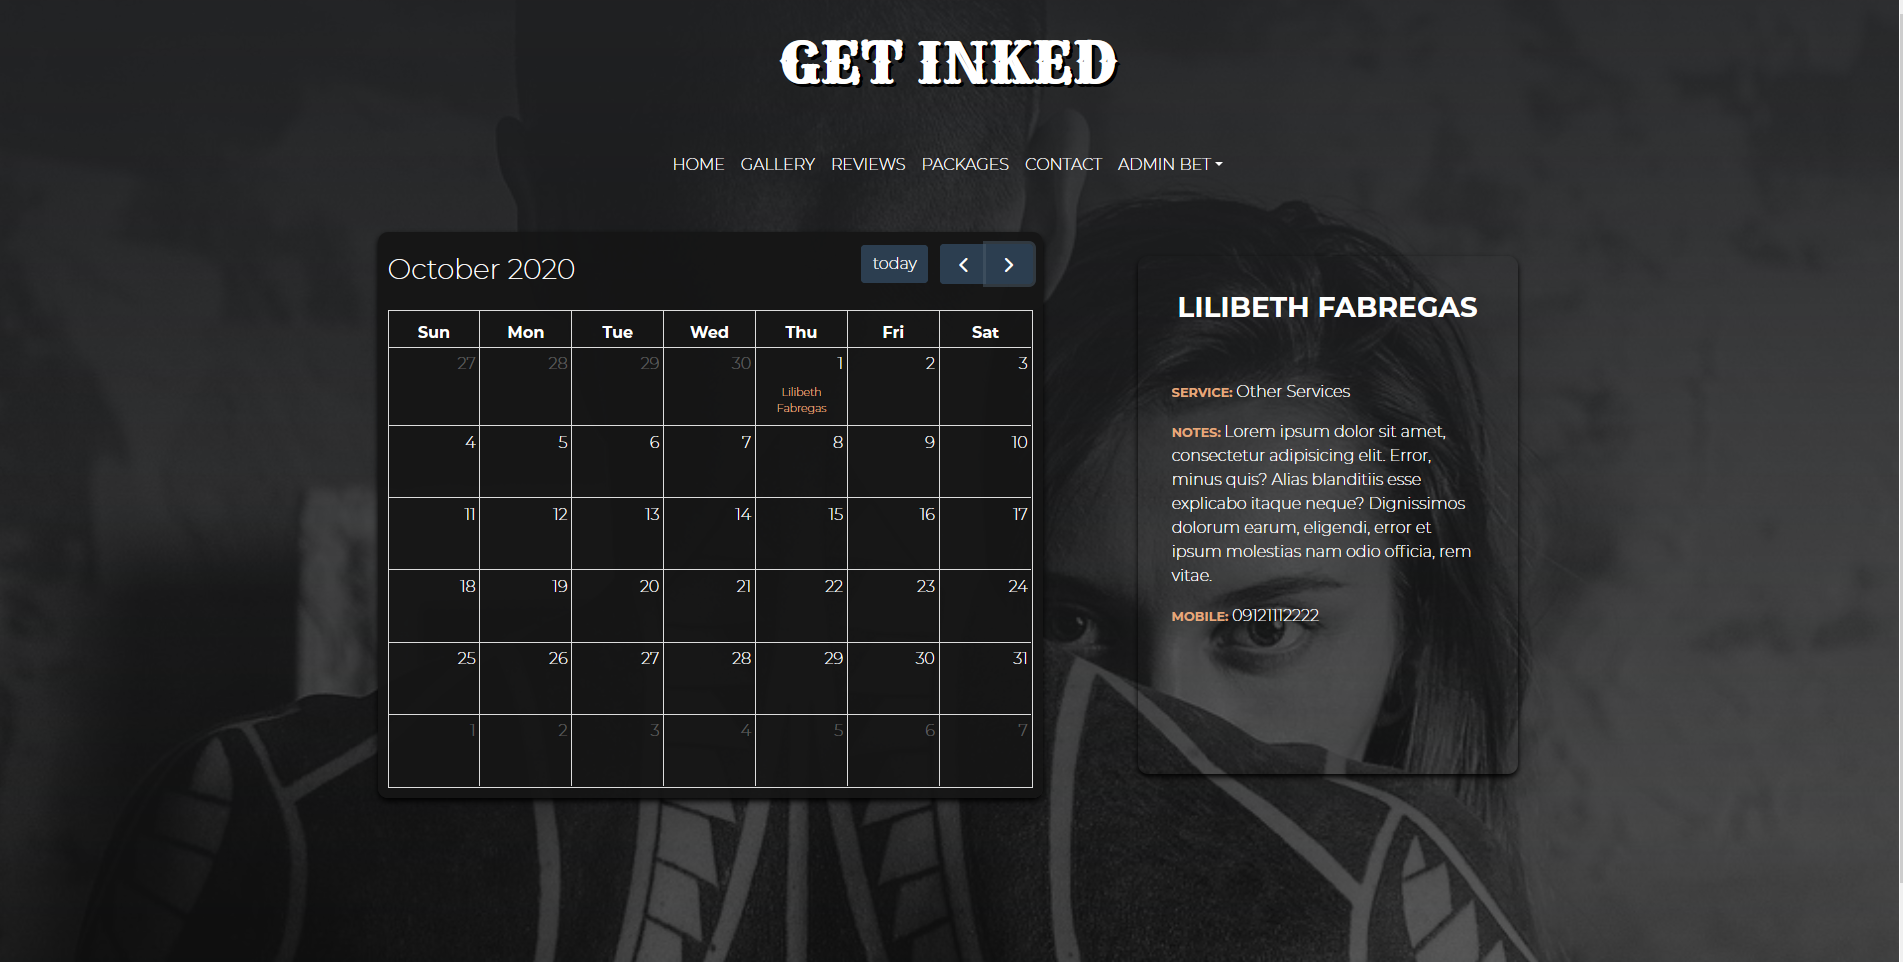 GET INKED
HOME GALLERY REVIEWS PACKAGES CONTACT ADMIN BET
October 2020
today
Sun Mon Tue Wed Thu Fri Sat
27 28 29 30 1 2 3
Lilibeth
Fabregas
4 5 6 7 8 9 10
11 12 13 14 15 16 17
18 19 20 21 22 23 24
25 26 27 28 29 30 31
1 2 3 4 5 6 7
LILIBETH FABREGAS
SERVICE: Other Services
NOTES: Lorem ipsum dolor sit amet,
consectetur adipisicing elit. Error,
minus quis? Alias blanditiis esse
explicabo itaque neque? Dignissimos
dolorum earum, eligendi, error et
ipsum molestias nam odio officia, rem
vitae.
MOBILE: 09121112222